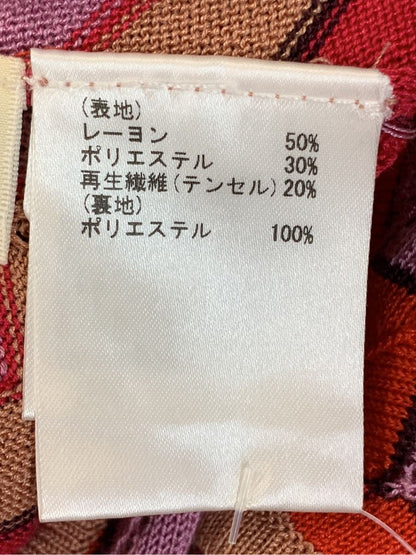 (表地)
レーヨン 50%
ポリエステル 30%
再生繊維(テンセル) 20%
(裏地)
ポリエステル 100%